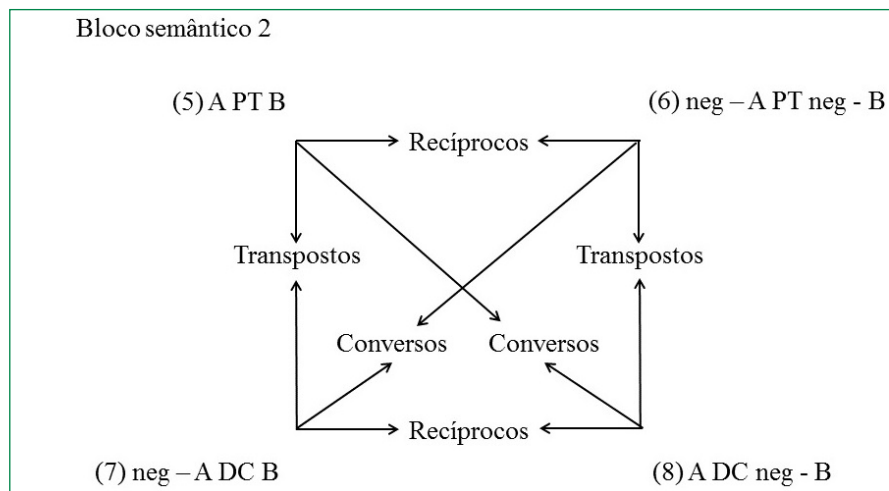 Bloco semântico 2
(5) A PT B
(6) neg – A PT neg - B
Recíprocos
Transpostos
Transpostos
Conversos
Conversos
Recíprocos
(7) neg – A DC B
(8) A DC neg - B